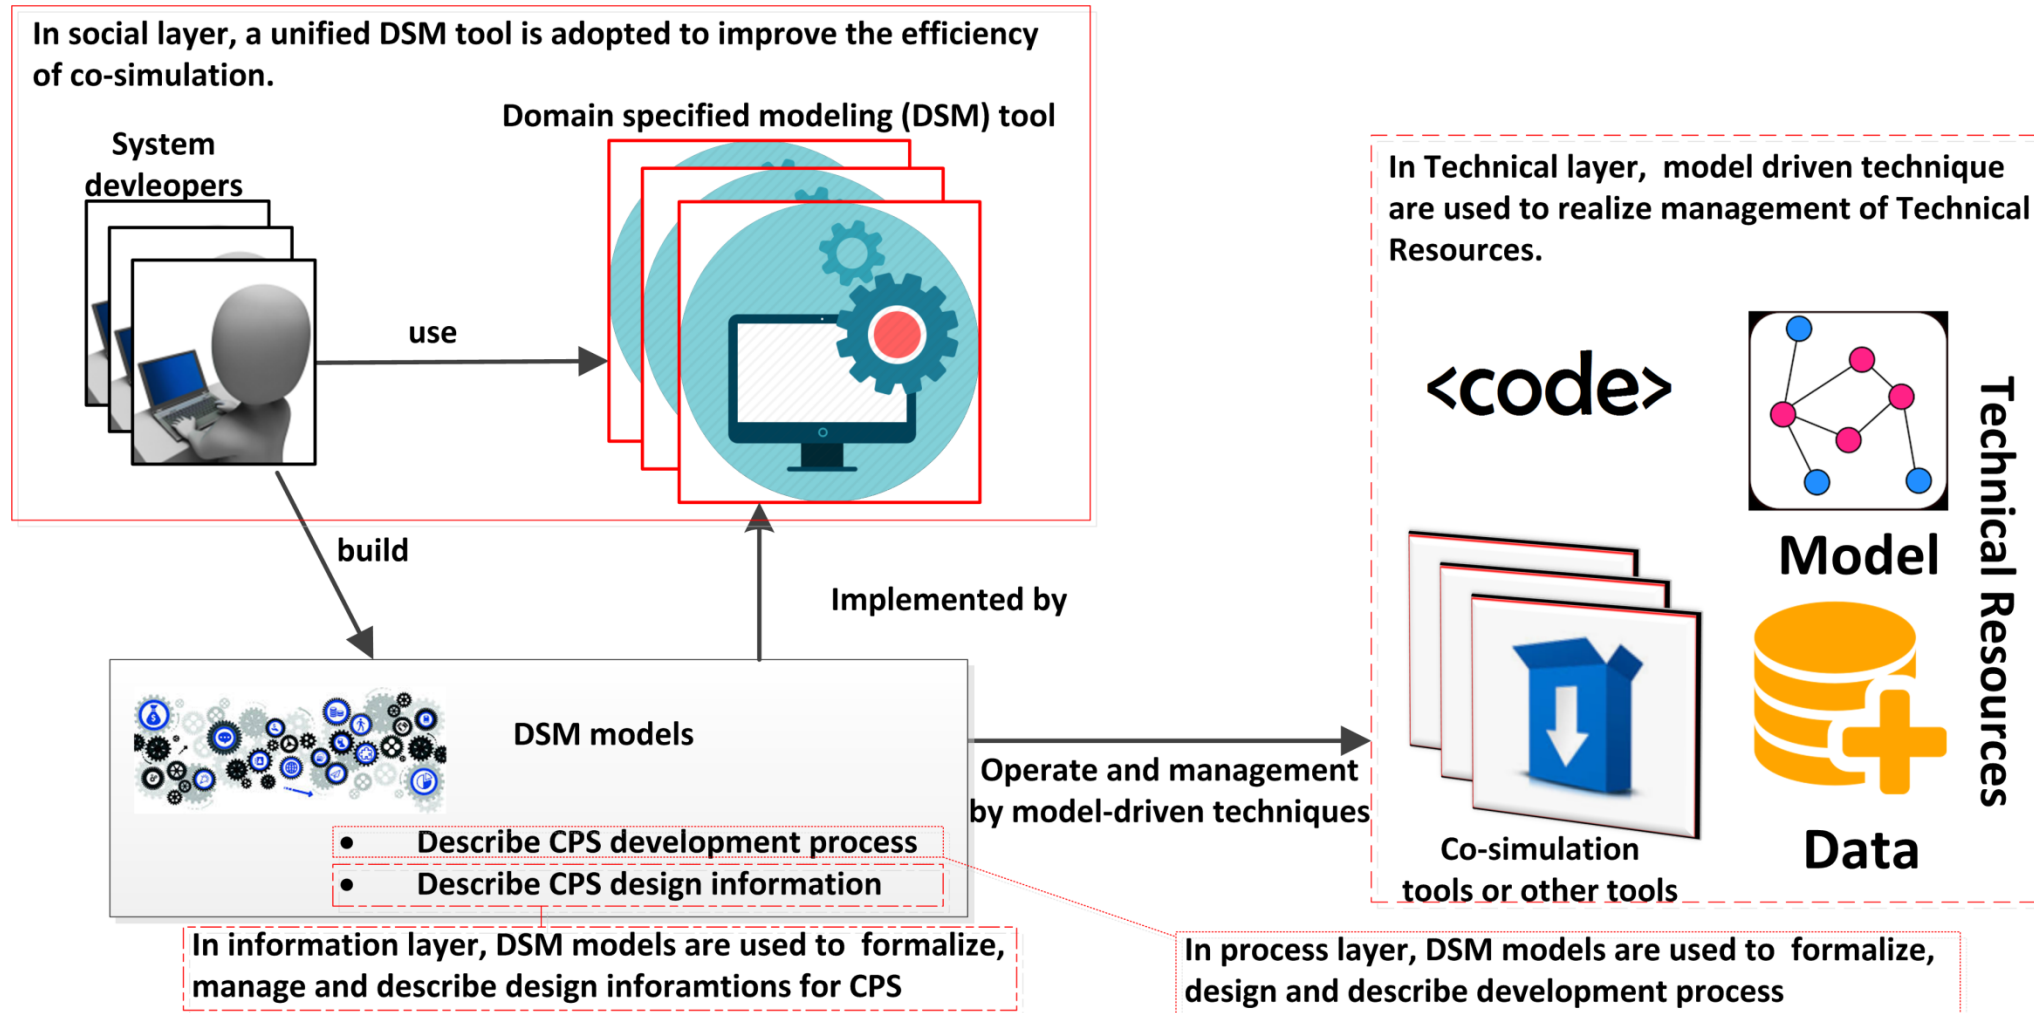 In social layer, a unified DSM tool is adopted to improve the efficiency
of co-simulation.
Domain specified modeling (DSM) tool
System
devleopers
use
build
Implemented by
DSM models
• Describe CPS development process
• Describe CPS design information
In information layer, DSM models are used to formalize,
manage and describe design inforamtions for CPS
Operate and management
by model-driven techniques
In process layer, DSM models are used to formalize,
design and describe development process
In Technical layer, model driven technique
are used to realize management of Technical
Resources.
<code>
Model
Technical Resources
Co-simulation
tools or other tools
Data